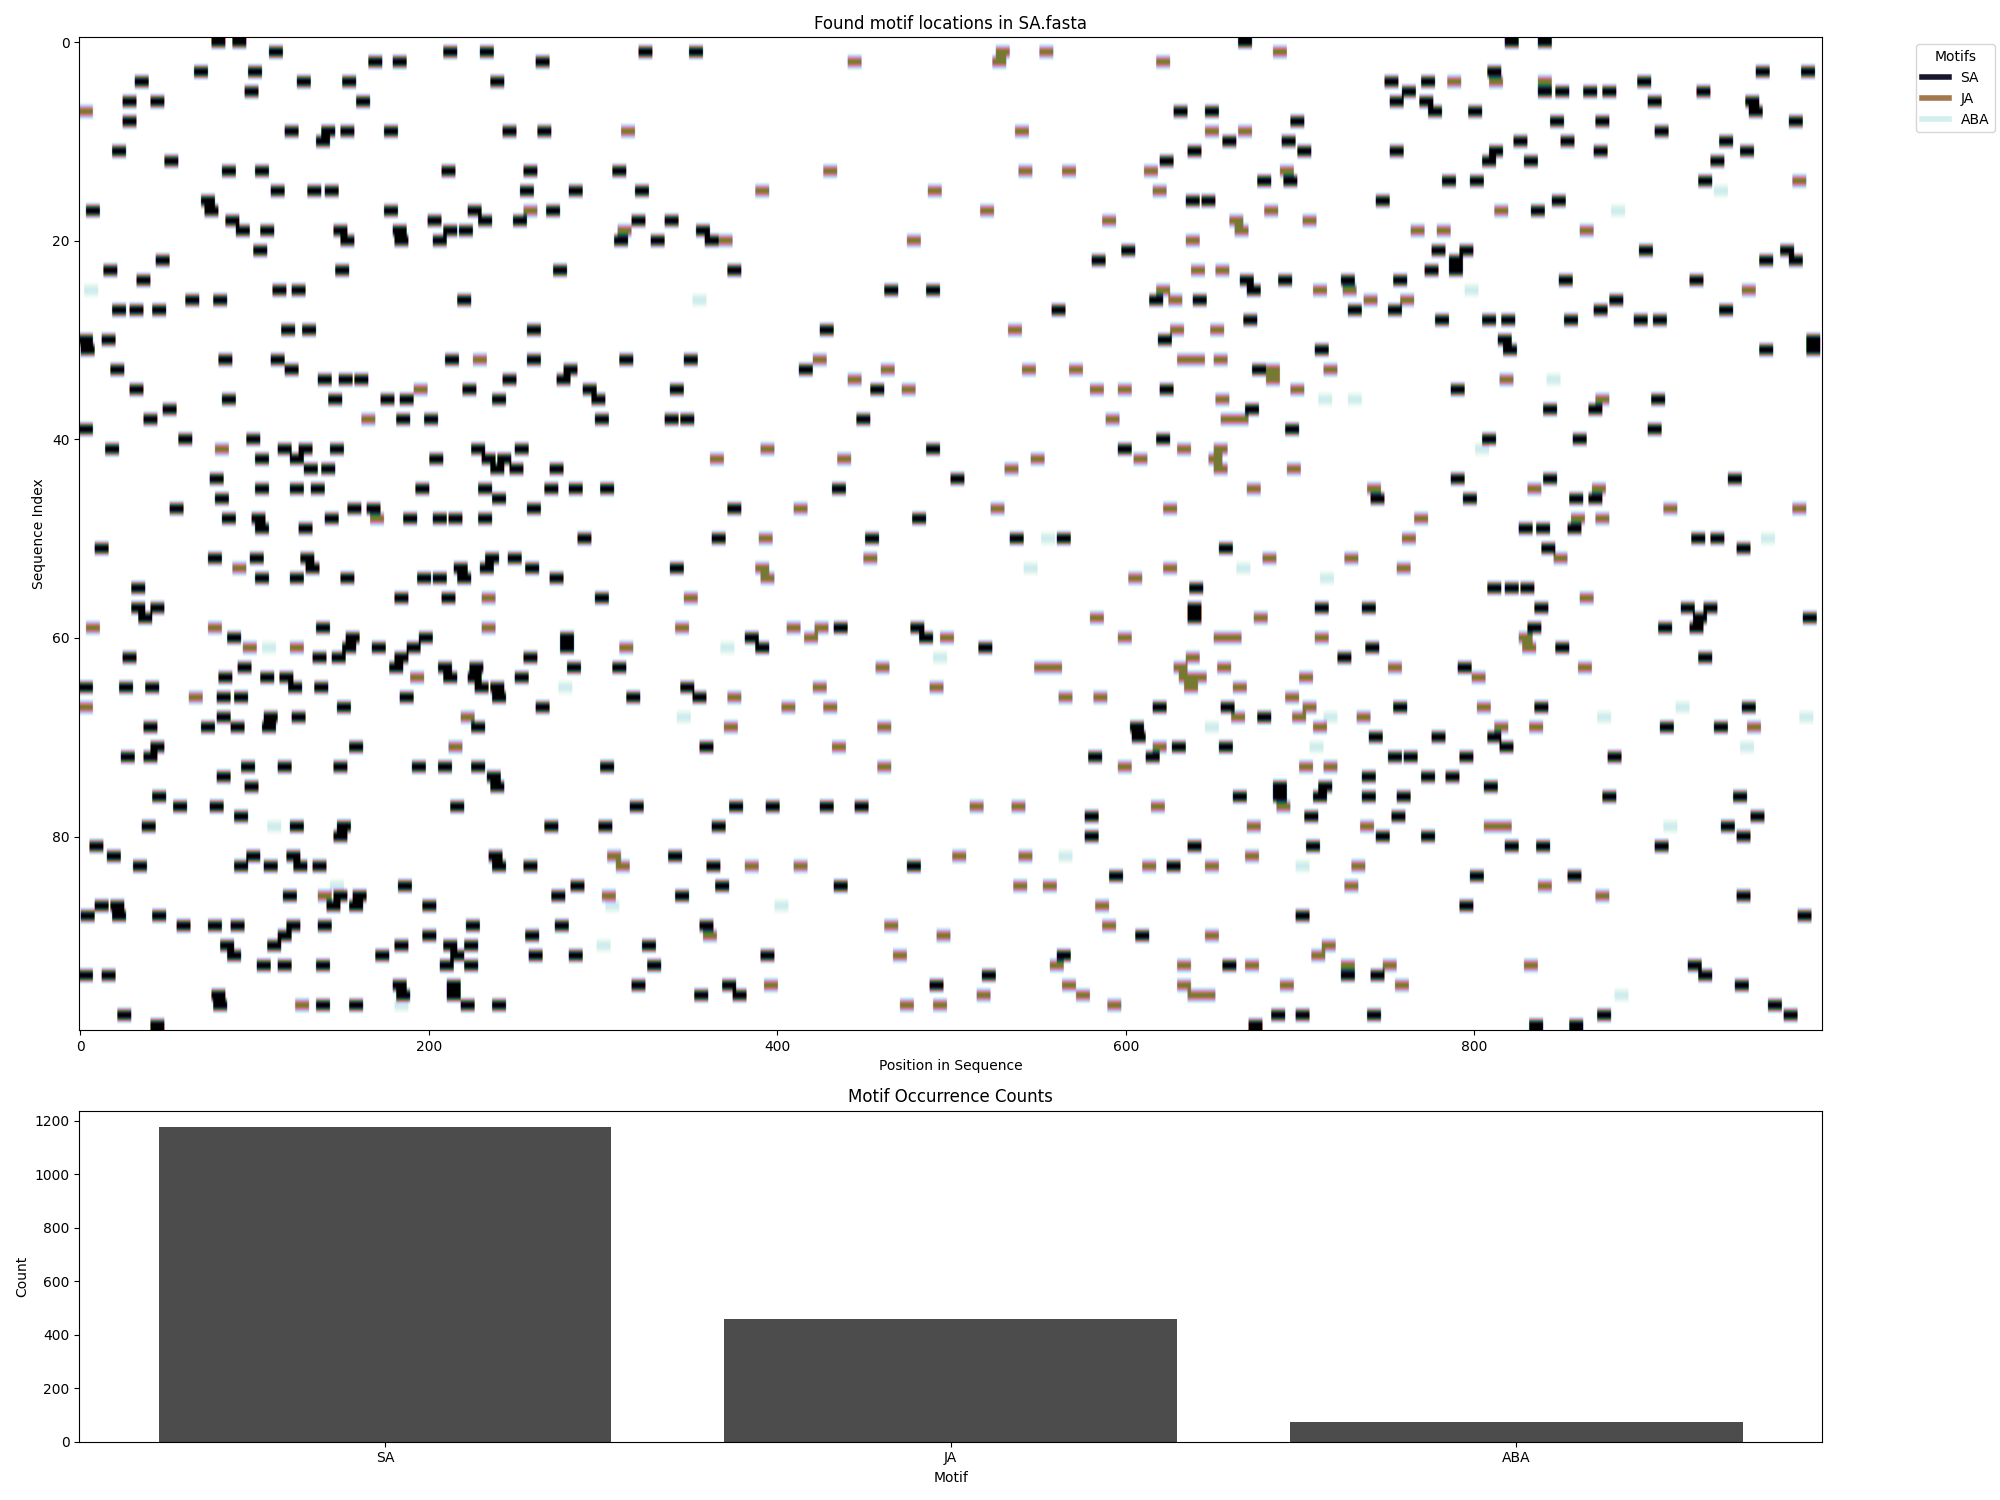 Found motif locations in SA.fasta
Motifs
SA
JA
ABA
Sequence Index
0
20
40
60
80
0 200 400 600 800
Position in Sequence
Motif Occurrence Counts
Count
1200
1000
800
600
400
200
0
SA JA ABA
Motif